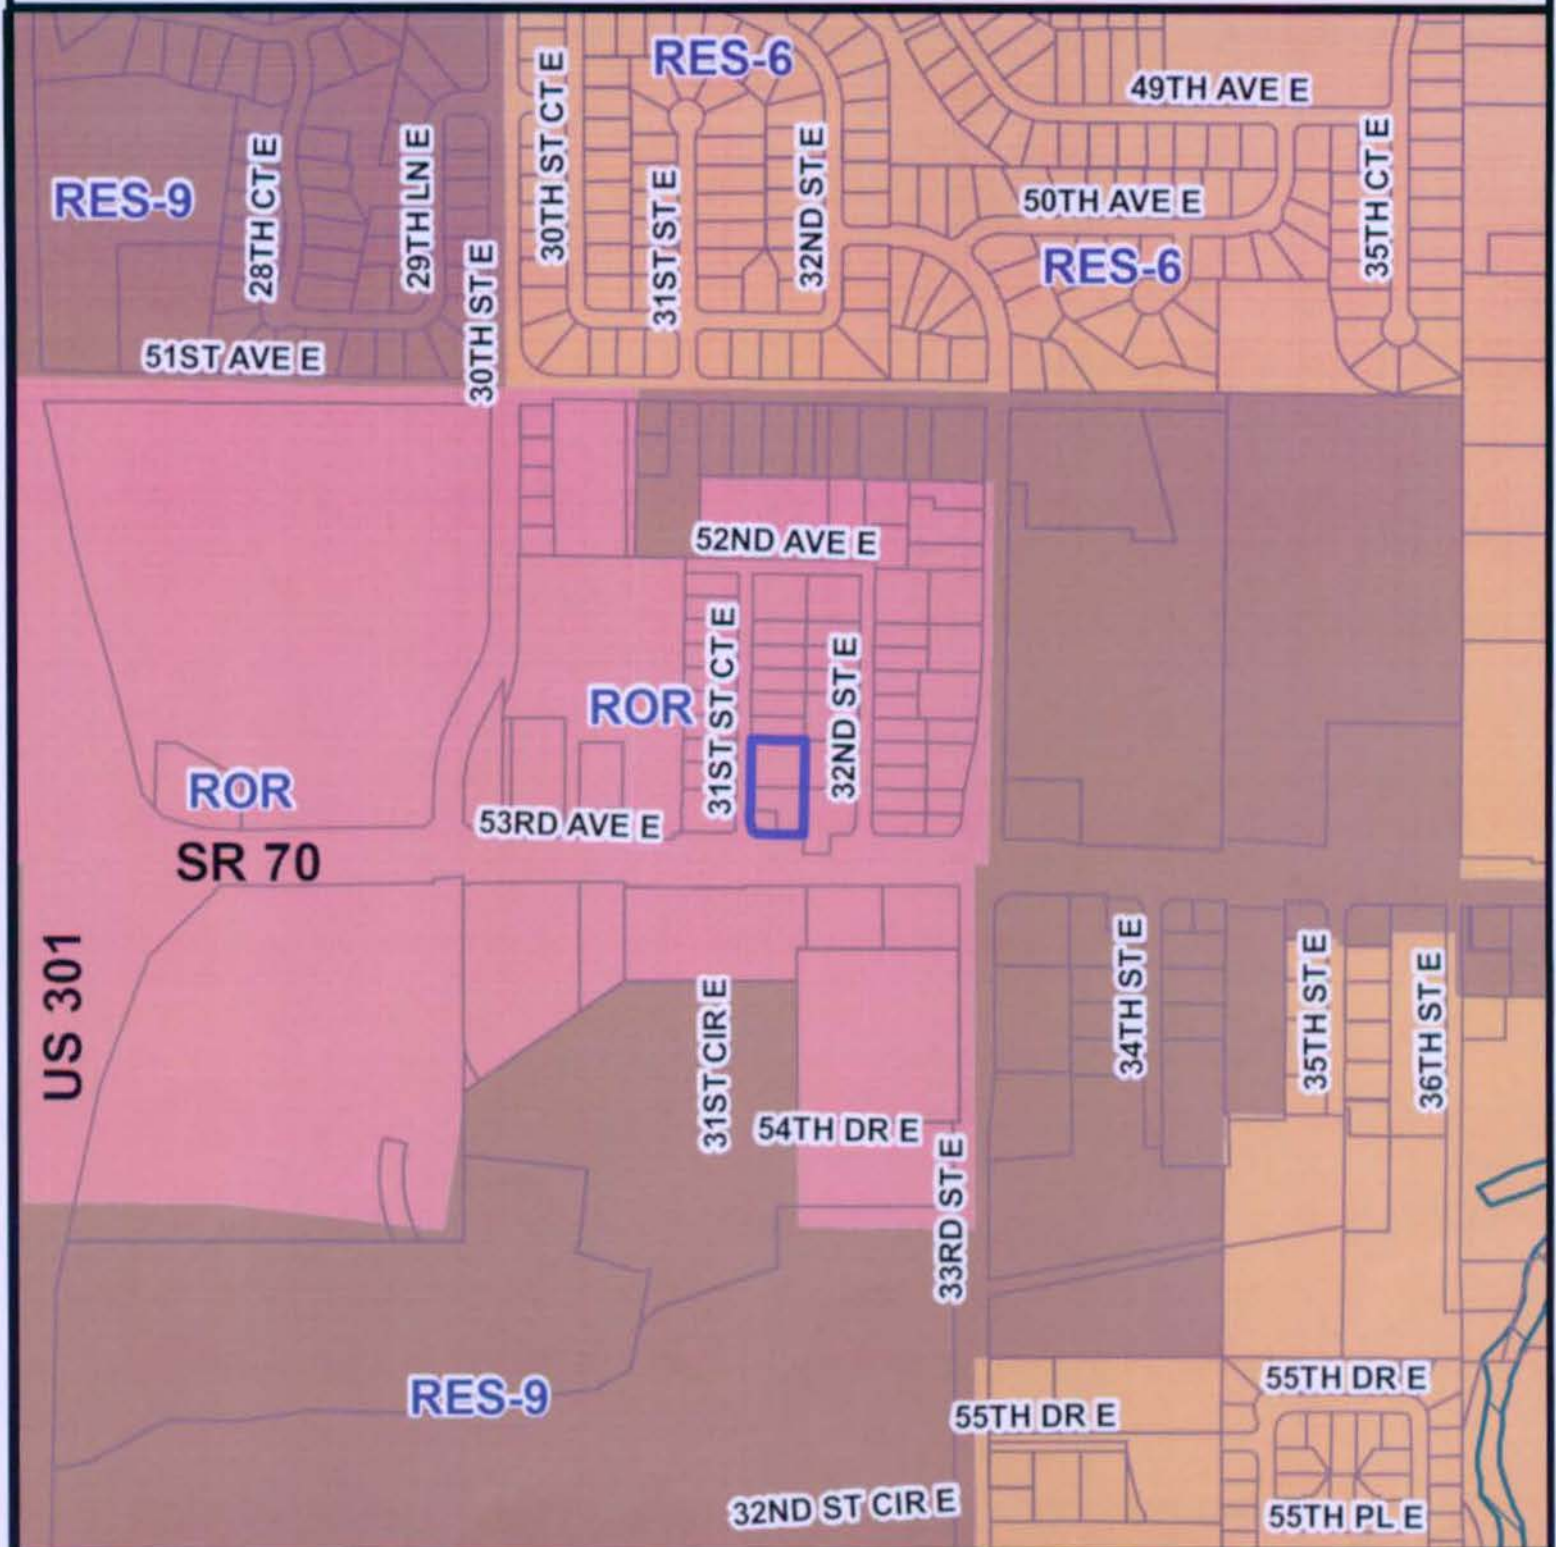 RES-6
49TH AVE E
RES-9
28TH CT E
29TH LN E
30TH ST E
30TH ST CT E
31ST ST E
32ND ST E
50TH AVE E
RES-6
35TH CT E
51ST AVE E
52ND AVE E
ROR
31ST ST CT E
32ND ST E
ROR
53RD AVE E
SR 70
US 301
31ST CIR E
54TH DR E
33RD ST E
34TH ST E
35TH ST E
36TH ST E
RES-9
55TH DR E
55TH DR E
32ND ST CIR E
55TH PL E